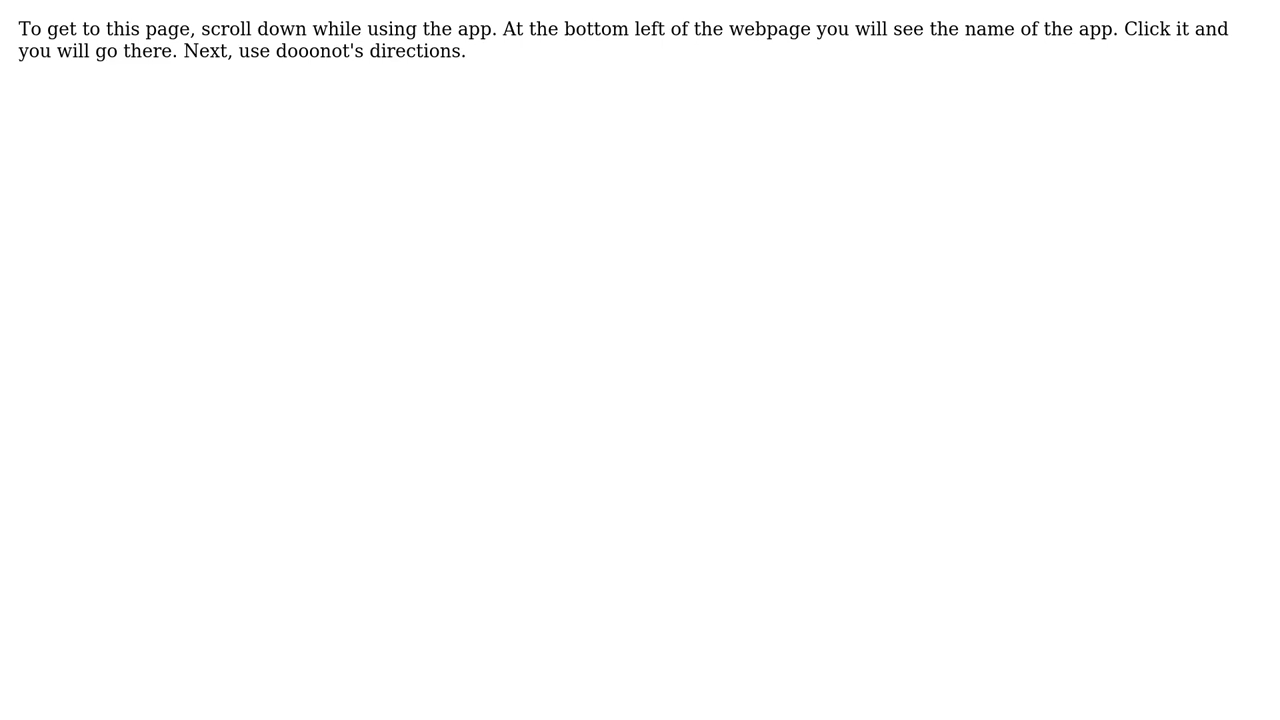 To get to this page, scroll down while using the app. At the bottom left of the webpage you will see the name of the app. Click it and
you will go there. Next, use dooonot's directions.